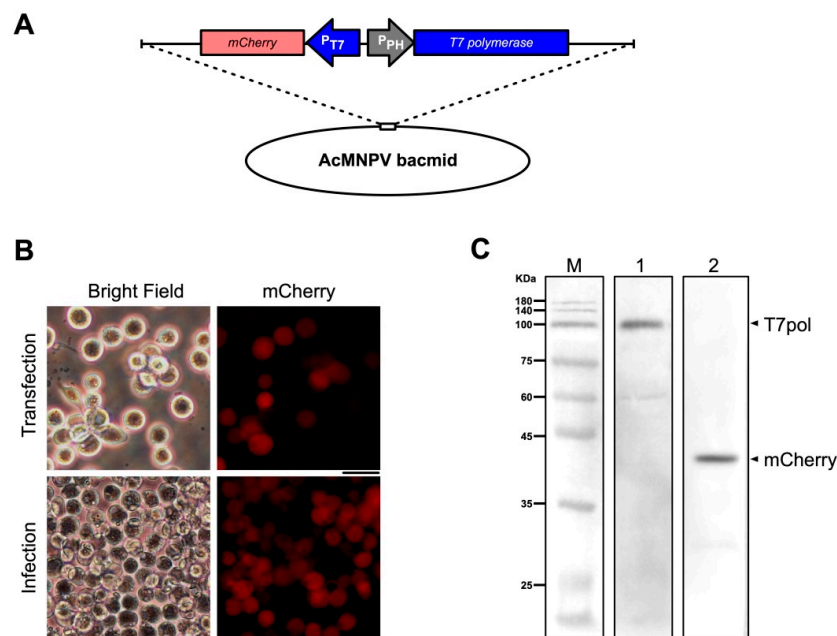 A
mCherry
PT7
PPH
T7 polymerase
AcMNPV bacmid
B
Bright Field
mCherry
Transfection
Infection
C
KDa
M
1
2
180
140
100
75
60
45
35
25
T7pol
mCherry